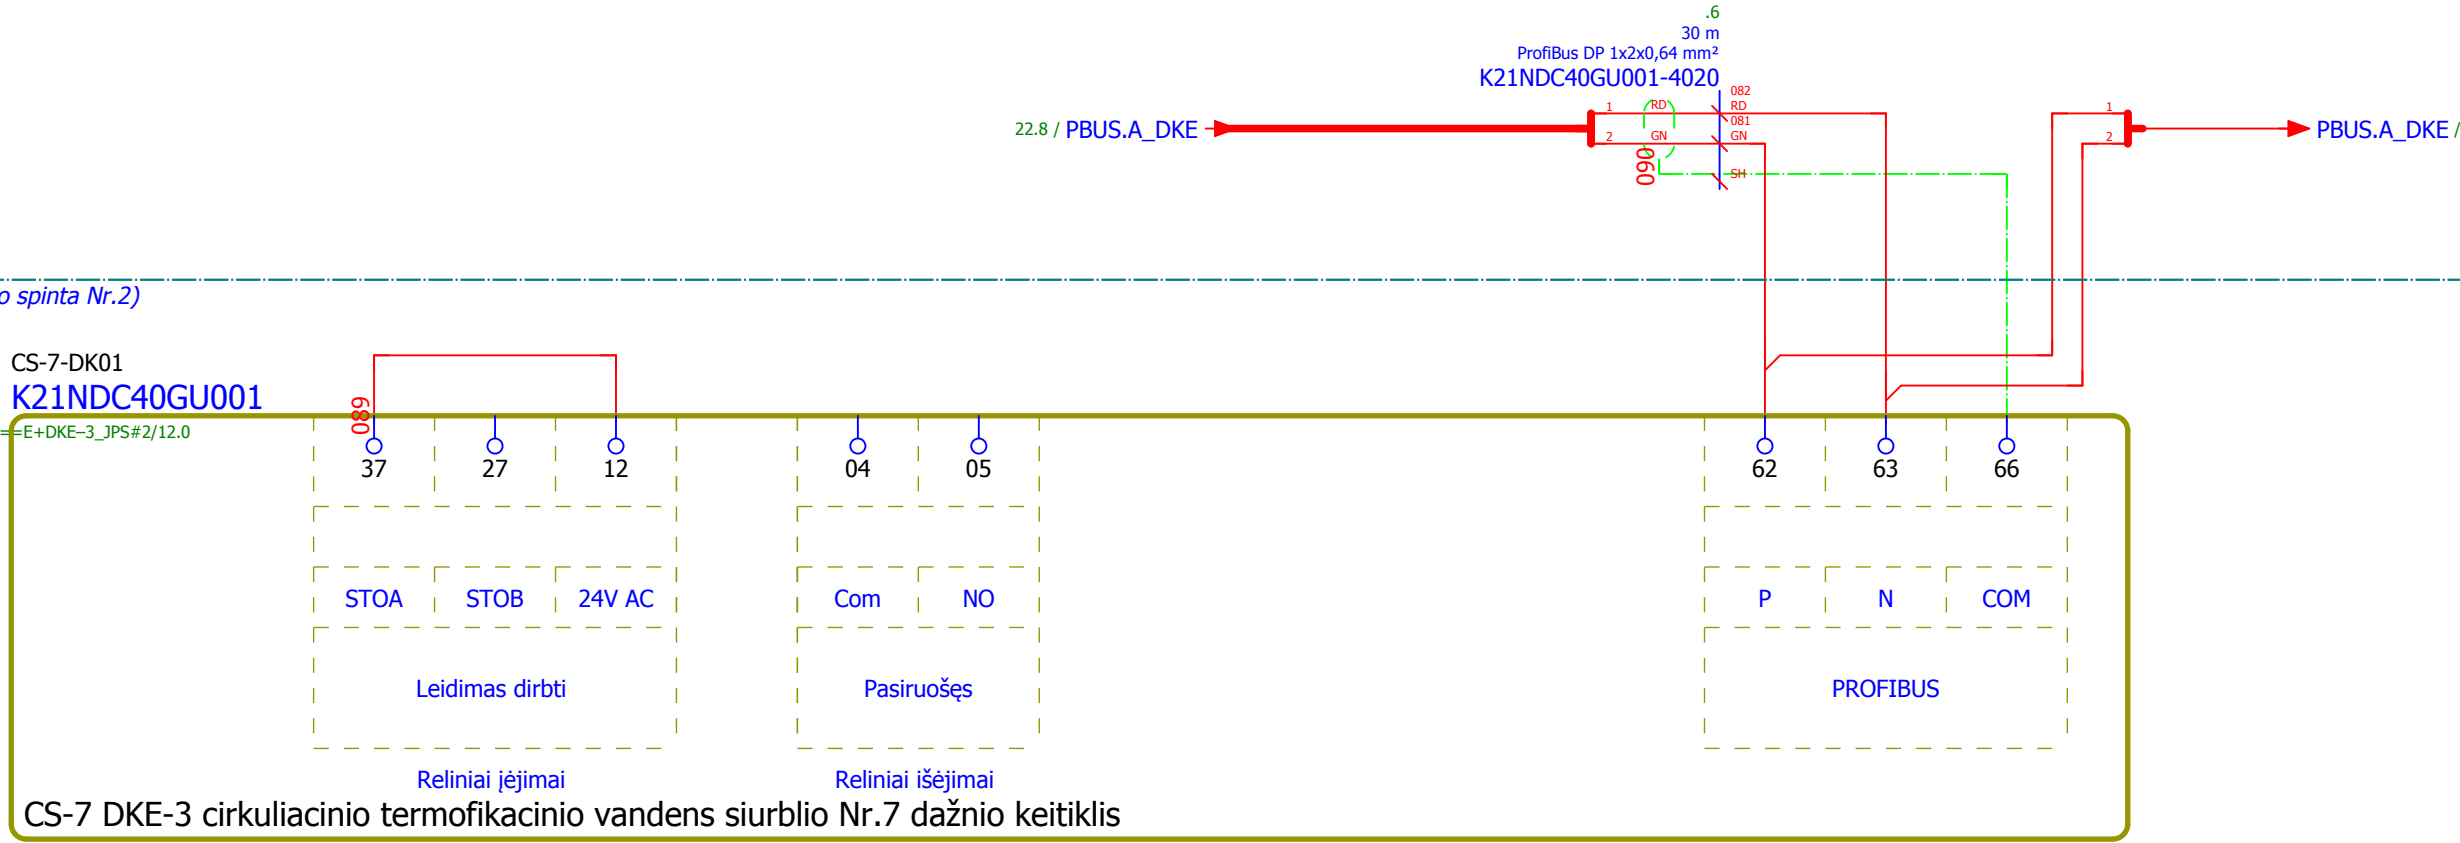 .6
30 m
ProfiBus DP 1x2x0,64 mm²
K21NDC40GU001-4020
082
1 RD RD 1
081
22.8 / PBUS.A_DKE PBUS.A_DKE /
2 GN GN 2
090
SH
o spinta Nr.2)
CS-7-DK01
K21NDC40GU001
089
==E+DKE-3_JPS#2/12.0
37 27 12 04 05 62 63 66
STOA STOB 24V AC Com NO P N COM
Leidimas dirbti Pasiruošęs PROFIBUS
Reliniai įėjimai Reliniai išėjimai
CS-7 DKE-3 cirkuliacinio termofikacinio vandens siurblio Nr.7 dažnio keitiklis